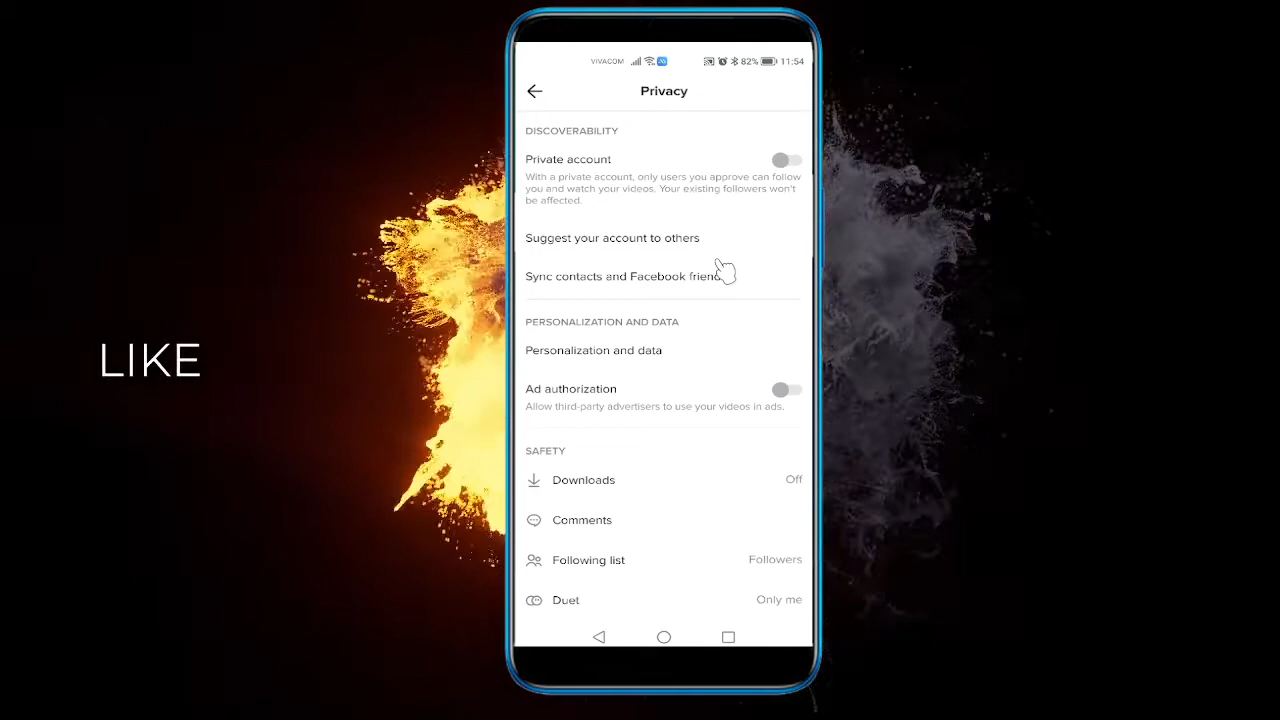 LIKE
VIVACOM 82% 11:54
Privacy
DISCOVERABILITY
Private account
With a private account, only users you approve can follow
you and watch your videos. Your existing followers won't
be affected.
Suggest your account to others
Sync contacts and Facebook frien
PERSONALIZATION AND DATA
Personalization and data
Ad authorization
Allow third-party advertisers to use your videos in ads.
SAFETY
Downloads Off
Comments
Following list Followers
Duet Only me